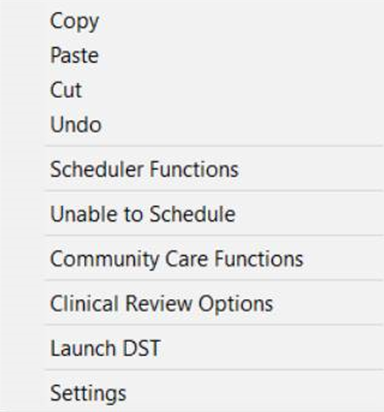 Copy
Paste
Cut
Undo
Scheduler Functions
Unable to Schedule
Community Care Functions
Clinical Review Options
Launch DST
Settings